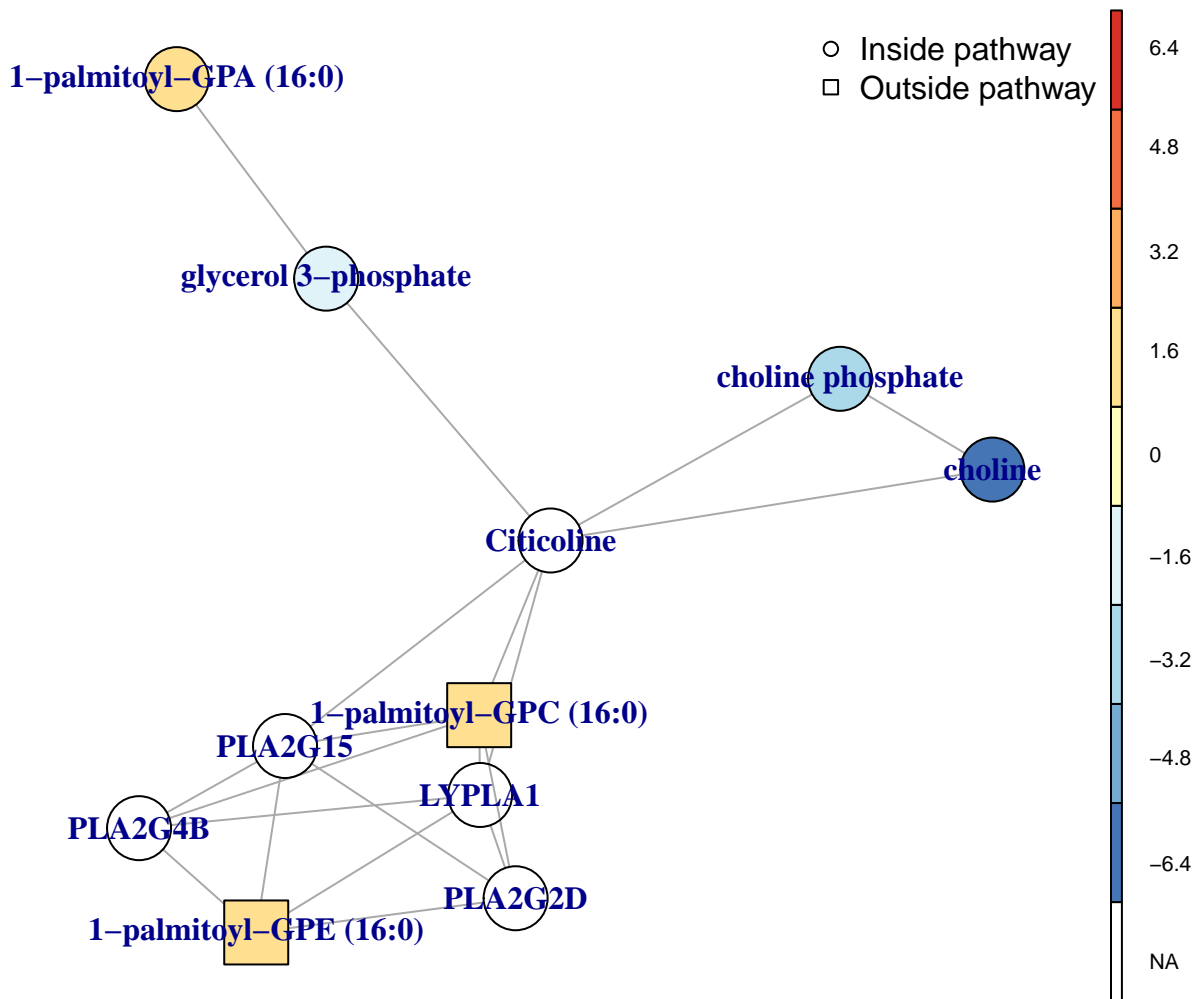 1−palmitoyl−GPA (16:0)
Inside pathway
Outside pathway
glycerol 3−phosphate
choline phosphate
choline
Citicoline
1−palmitoyl−GPC (16:0)
PLA2G15
LYPLA1
PLA2G4B
PLA2G2D
1−palmitoyl−GPE (16:0)
6.4
4.8
3.2
1.6
0
−1.6
−3.2
−4.8
−6.4
NA